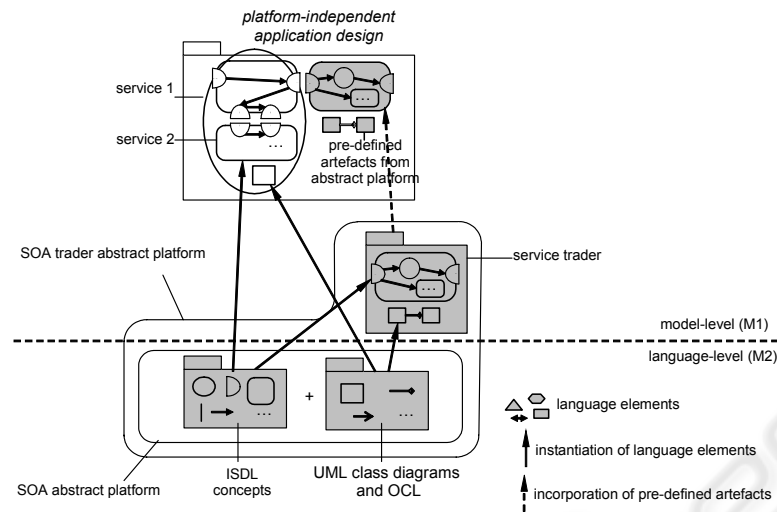 platform-independent
application design
service 1
service 2
...
...
pre-defined
artefacts from
abstract platform
SOA trader abstract platform
service trader
...
model-level (M1)
language-level (M2)
+
...
...
language elements
instantiation of language elements
incorporation of pre-defined artefacts
SOA abstract platform
ISDL
concepts
UML class diagrams
and OCL